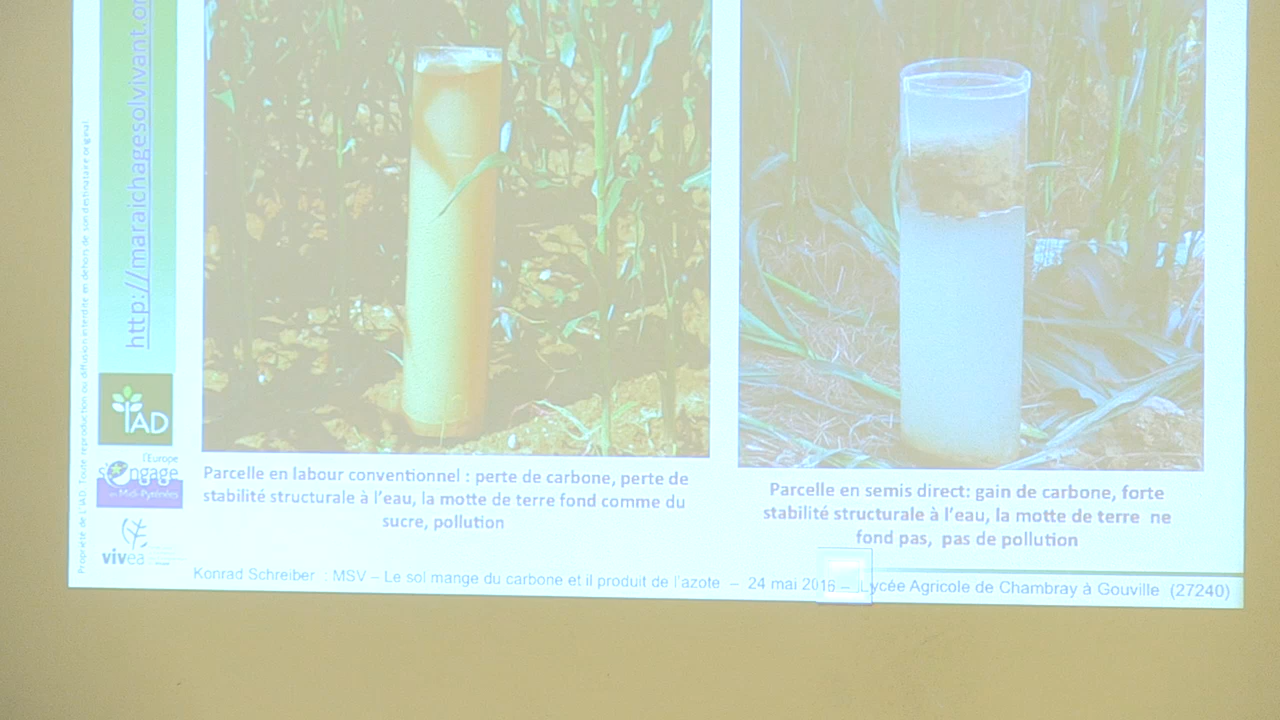 http://maraichagesolvivant.or
Propriété de L'IAD. Toute reproduction ou diffusion interdite en dehors de son destinataire original
IAD
l'Europe
s'engage
en Midi-Pyrénées
vivea
Parcelle en labour conventionnel : perte de carbone, perte de
stabilité structurale à l'eau, la motte de terre fond comme du
sucre, pollution
Parcelle en semis direct: gain de carbone, forte
stabilité structurale à l'eau, la motte de terre ne
fond pas, pas de pollution
Konrad Schreiber : MSV – Le sol mange du carbone et il produit de l'azote – 24 mai 2016 – Lycée Agricole de Chambray à Gouville (27240)